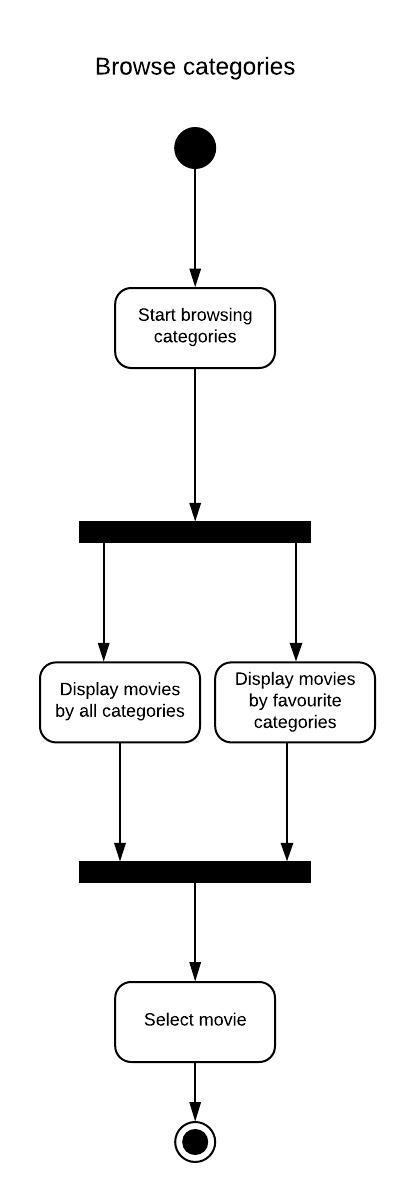 Browse categories
Start browsing
categories
Display movies
by all categories
Display movies
by favourite
categories
Select movie